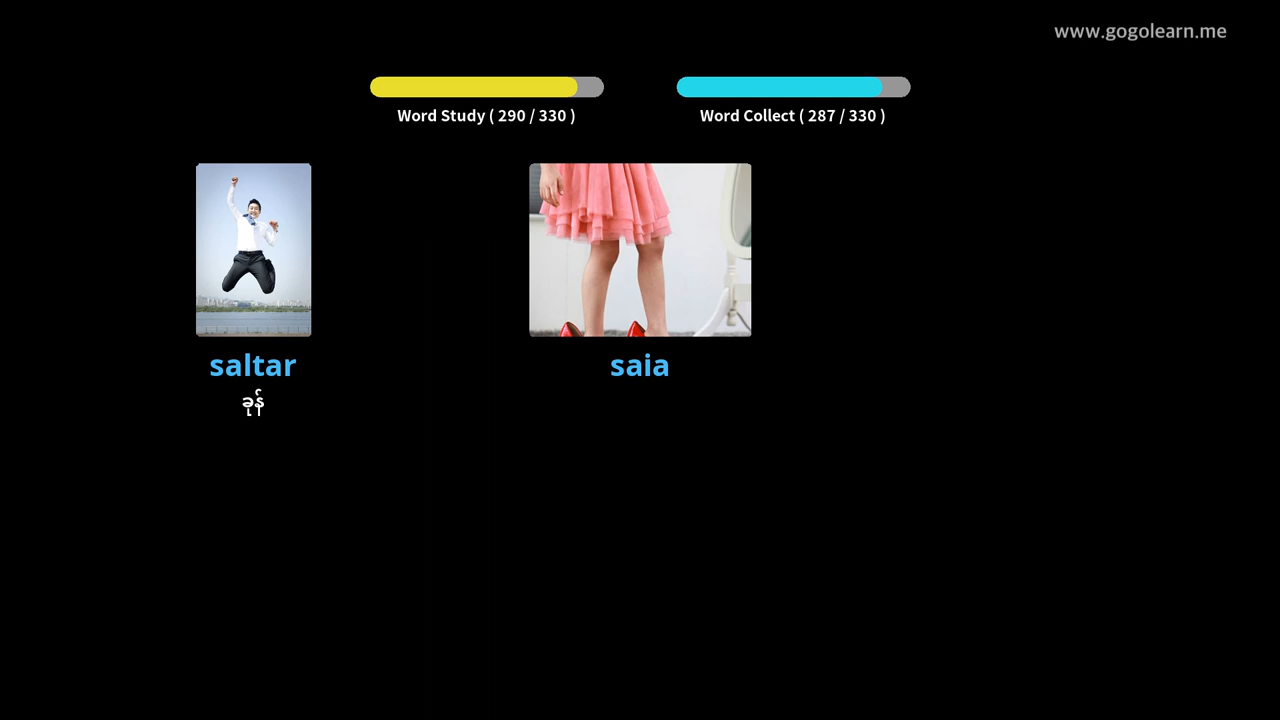 www.gogolearn.me
Word Study ( 290 / 330 )
Word Collect ( 287 / 330 )
saltar
saia
ခုန်